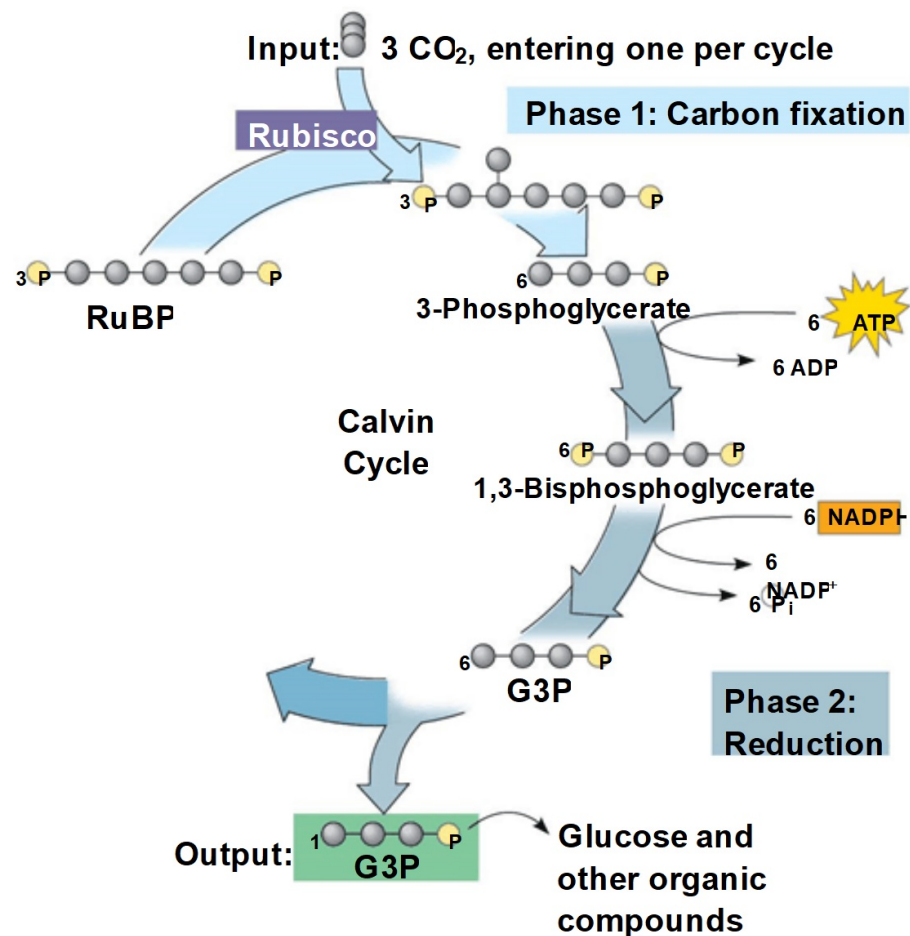 Input: 3 CO₂, entering one per cycle
Phase 1: Carbon fixation
Rubisco
3 P P
3 P P
RuBP
6 P
3-Phosphoglycerate
6 ATP
6 ADP
Calvin
Cycle
6 P P
1,3-Bisphosphoglycerate
6 NADPH
6
NADP⁺
6 Pᵢ
6 P
G3P
Phase 2:
Reduction
1 P
G3P
Output:
Glucose and
other organic
compounds